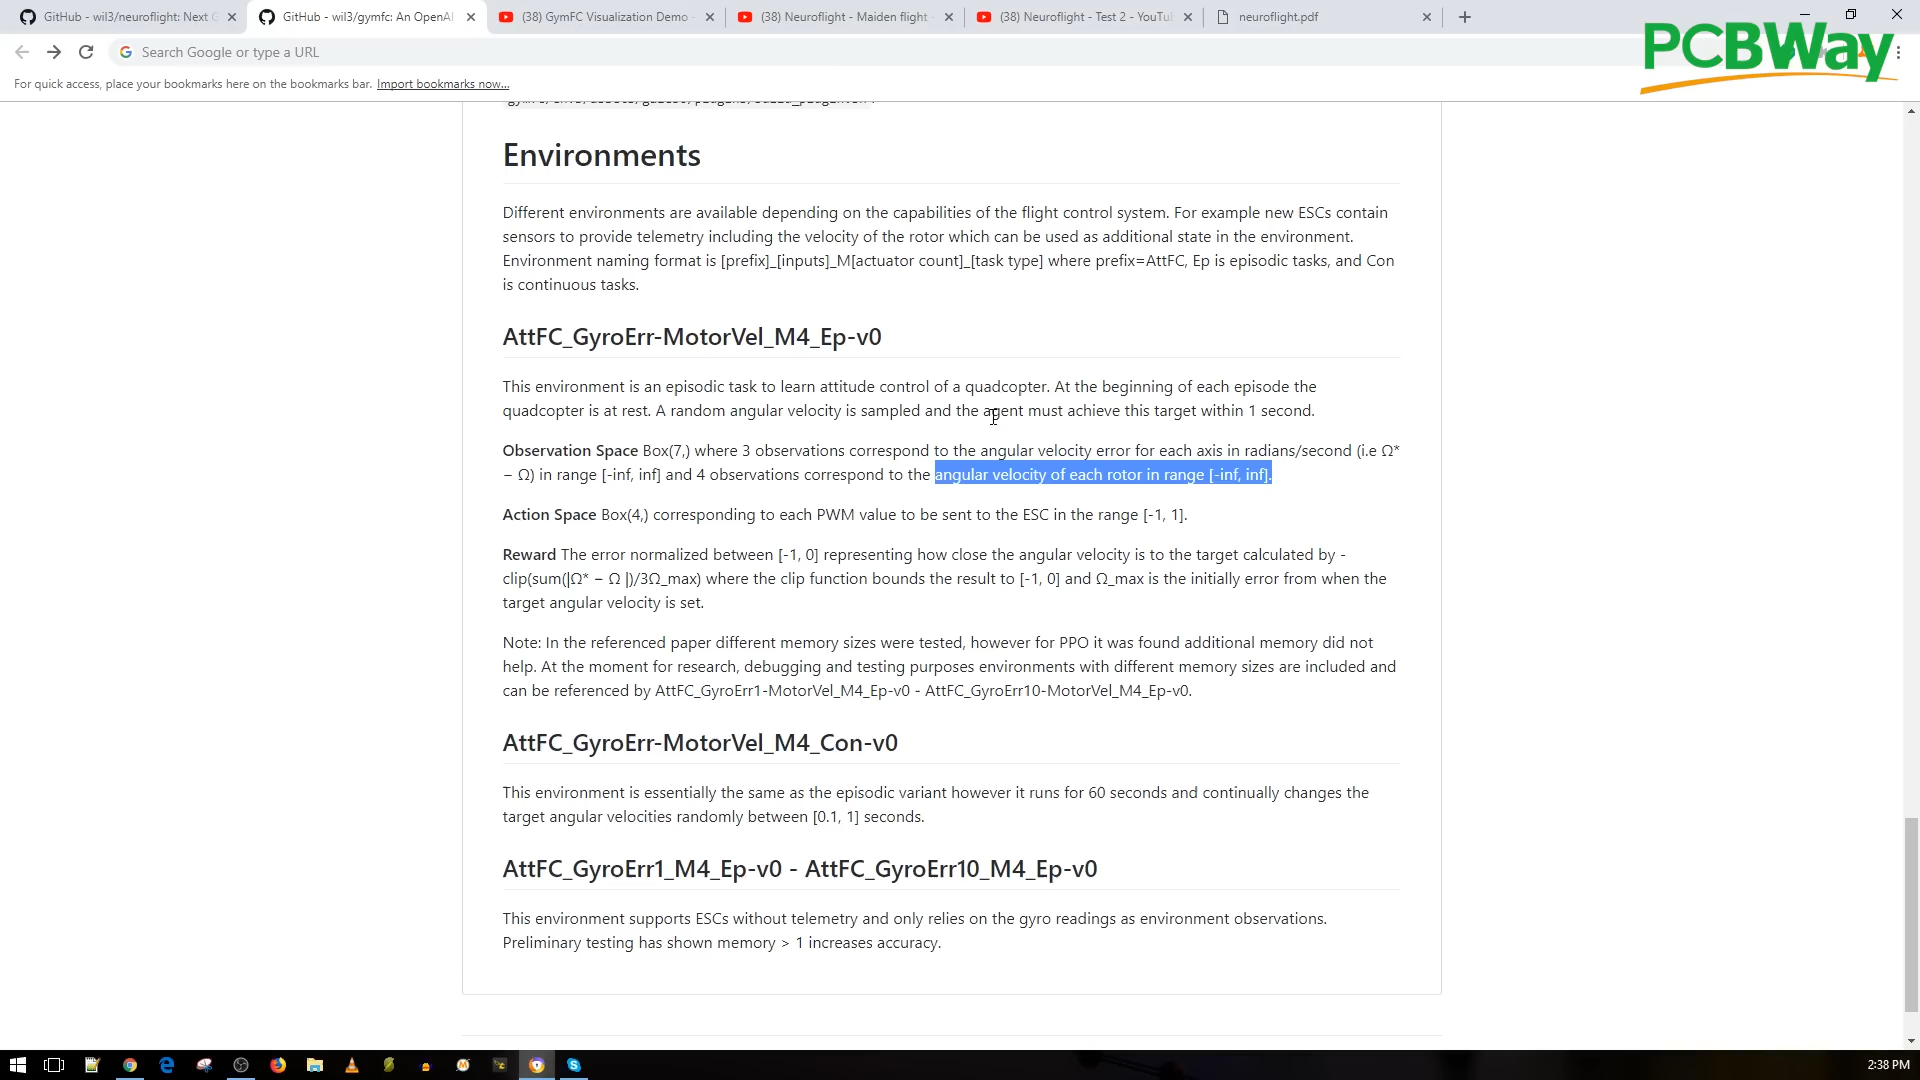 GitHub - wil3/neuroflight: Next G
GitHub - wil3/gymfc: An OpenAI
(38) GymFC Visualization Demo -
(38) Neuroflight - Maiden flight -
(38) Neuroflight - Test 2 - YouTu
neuroflight.pdf
Search Google or type a URL
PCBWay
For quick access, place your bookmarks here on the bookmarks bar. Import bookmarks now...
Environments
Different environments are available depending on the capabilities of the flight control system. For example new ESCs contain
sensors to provide telemetry including the velocity of the rotor which can be used as additional state in the environment.
Environment naming format is [prefix]_[inputs]_M[actuator count]_[task type] where prefix=AttFC, Ep is episodic tasks, and Con
is continuous tasks.
AttFC_GyroErr-MotorVel_M4_Ep-v0
This environment is an episodic task to learn attitude control of a quadcopter. At the beginning of each episode the
quadcopter is at rest. A random angular velocity is sampled and the agent must achieve this target within 1 second.
Observation Space Box(7,) where 3 observations correspond to the angular velocity error for each axis in radians/second (i.e Ω*
− Ω) in range [-inf, inf] and 4 observations correspond to the angular velocity of each rotor in range [-inf, inf].
Action Space Box(4,) corresponding to each PWM value to be sent to the ESC in the range [-1, 1].
Reward The error normalized between [-1, 0] representing how close the angular velocity is to the target calculated by -
clip(sum(|Ω* − Ω |)/3Ω_max) where the clip function bounds the result to [-1, 0] and Ω_max is the initially error from when the
target angular velocity is set.
Note: In the referenced paper different memory sizes were tested, however for PPO it was found additional memory did not
help. At the moment for research, debugging and testing purposes environments with different memory sizes are included and
can be referenced by AttFC_GyroErr1-MotorVel_M4_Ep-v0 - AttFC_GyroErr10-MotorVel_M4_Ep-v0.
AttFC_GyroErr-MotorVel_M4_Con-v0
This environment is essentially the same as the episodic variant however it runs for 60 seconds and continually changes the
target angular velocities randomly between [0.1, 1] seconds.
AttFC_GyroErr1_M4_Ep-v0 - AttFC_GyroErr10_M4_Ep-v0
This environment supports ESCs without telemetry and only relies on the gyro readings as environment observations.
Preliminary testing has shown memory > 1 increases accuracy.
2:38 PM